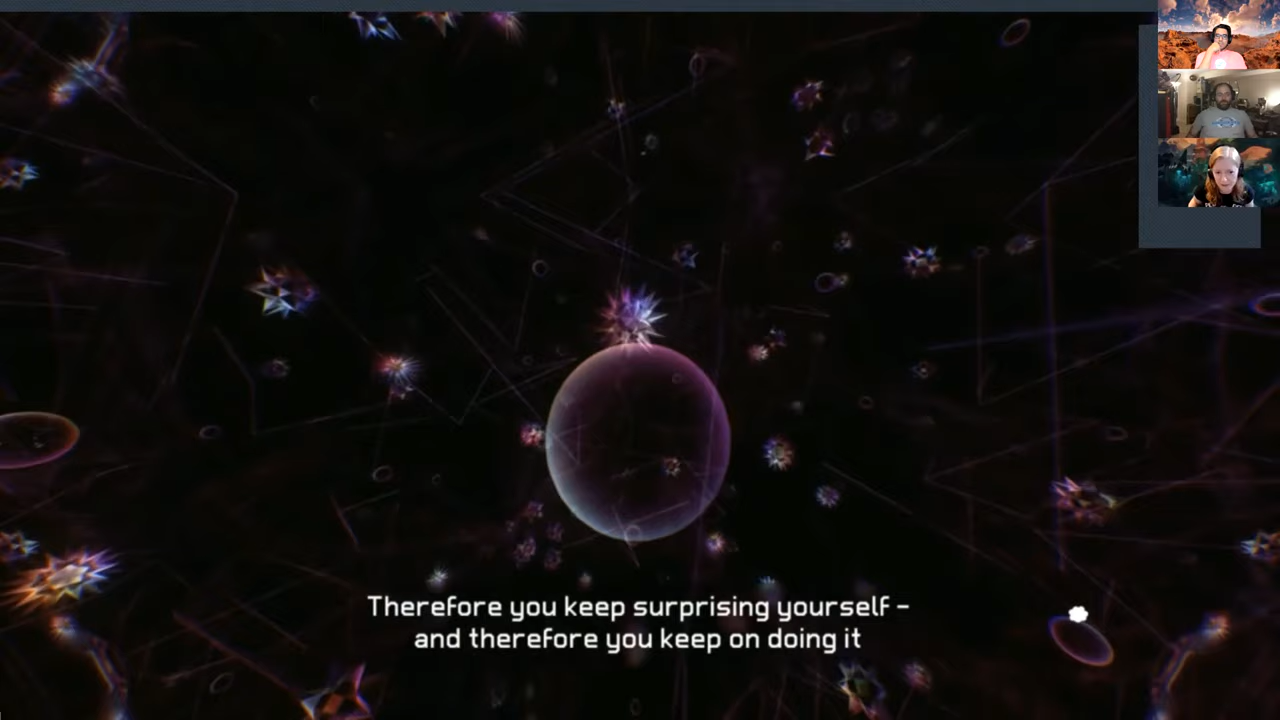 Therefore you keep surprising yourself -
and therefore you keep on doing it